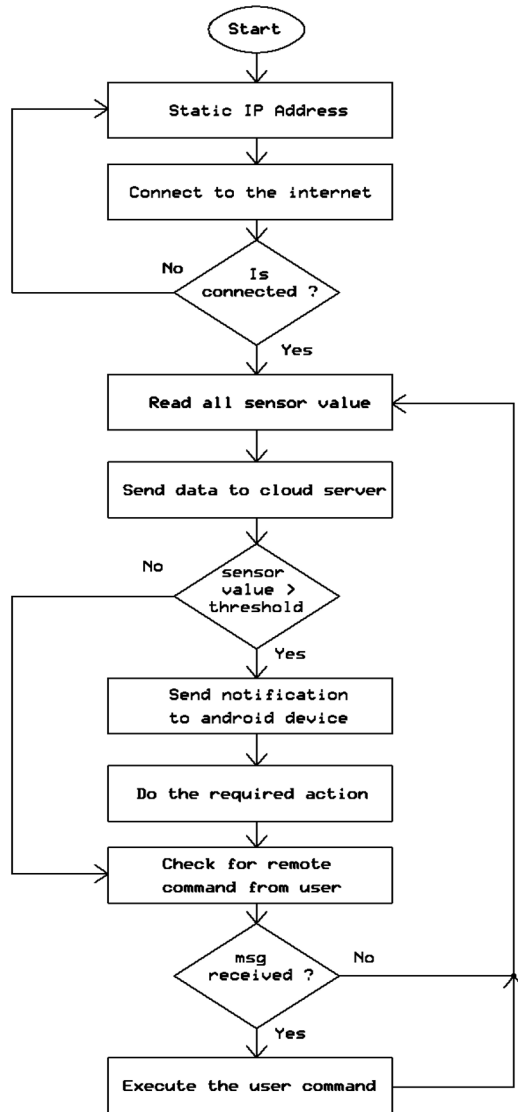 Start
Static IP Address
Connect to the internet
No
Is
connected ?
Yes
Read all sensor value
Send data to cloud server
No
sensor
value >
threshold
Yes
Send notification
to android device
Do the required action
Check for remote
command from user
msg
received ?
No
Yes
Execute the user command